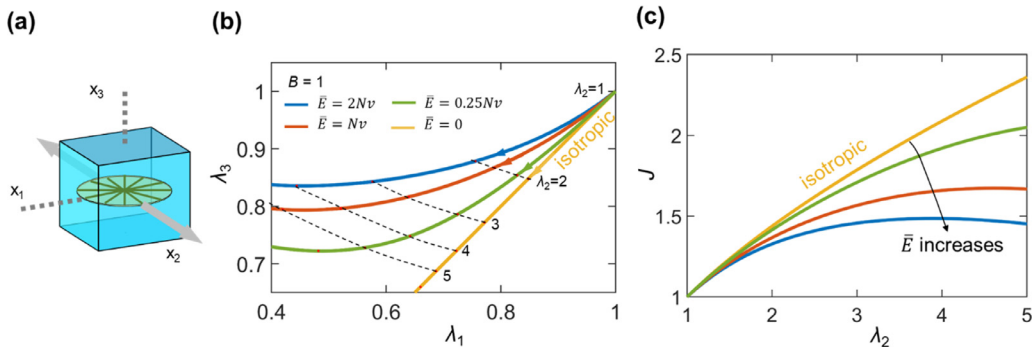 (a)
x3
x1
x2
(b)
B = 1
Ē = 2Nv
Ē = 0.25Nv
Ē = Nv
Ē = 0
λ2=1
isotropic
λ2=2
3
4
5
1
0.9
0.8
0.7
λ3
0.4
0.6
0.8
1
λ1
(c)
2.5
2
1.5
1
J
isotropic
Ē increases
1
2
3
4
5
λ2